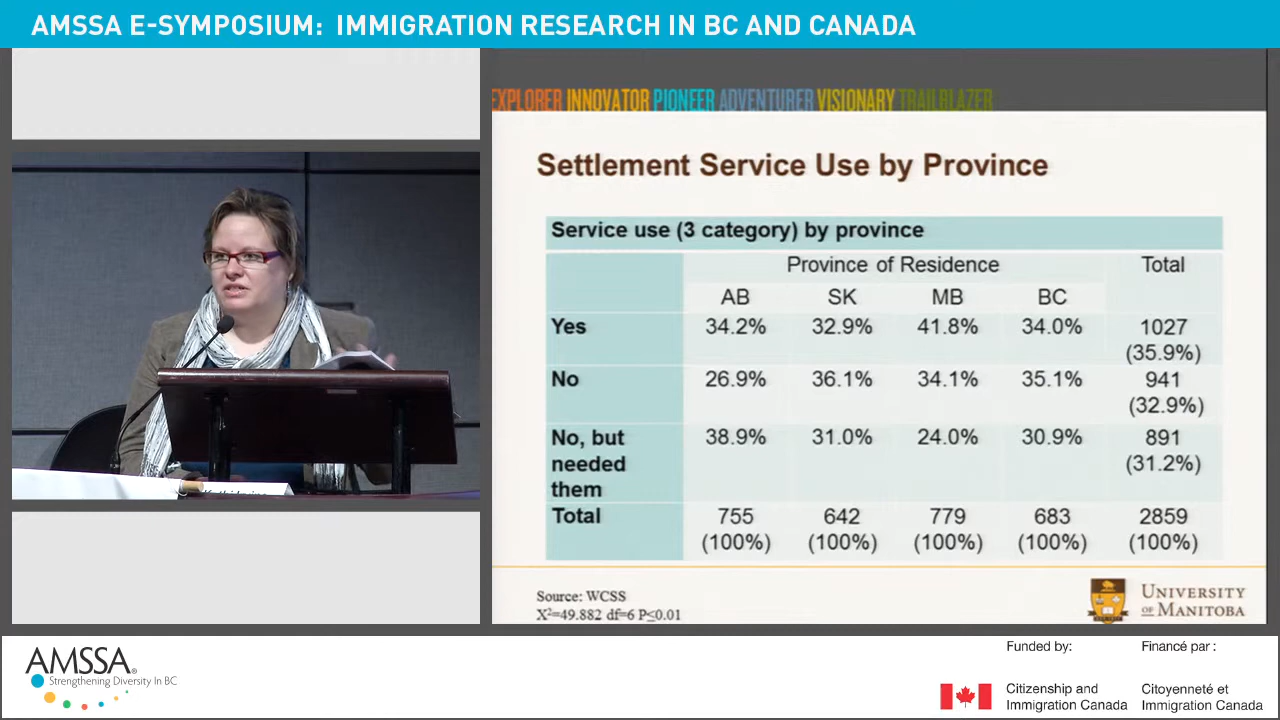 AMSSA E-SYMPOSIUM: IMMIGRATION RESEARCH IN BC AND CANADA
EXPLORER INNOVATOR PIONEER ADVENTURER VISIONARY TRAILBLAZER
Settlement Service Use by Province
Service use (3 category) by province
Province of Residence Total
AB SK MB BC
Yes 34.2% 32.9% 41.8% 34.0% 1027
(35.9%)
No 26.9% 36.1% 34.1% 35.1% 941
(32.9%)
No, but 38.9% 31.0% 24.0% 30.9% 891
needed (31.2%)
them
Total 755 642 779 683 2859
(100%) (100%) (100%) (100%) (100%)
Source: WCSS
X²=49.882 df=6 P≤0.01
UNIVERSITY
OF MANITOBA
AMSSA®
Strengthening Diversity In BC
Funded by: Financé par :
Citizenship and Citoyenneté et
Immigration Canada Immigration Canada